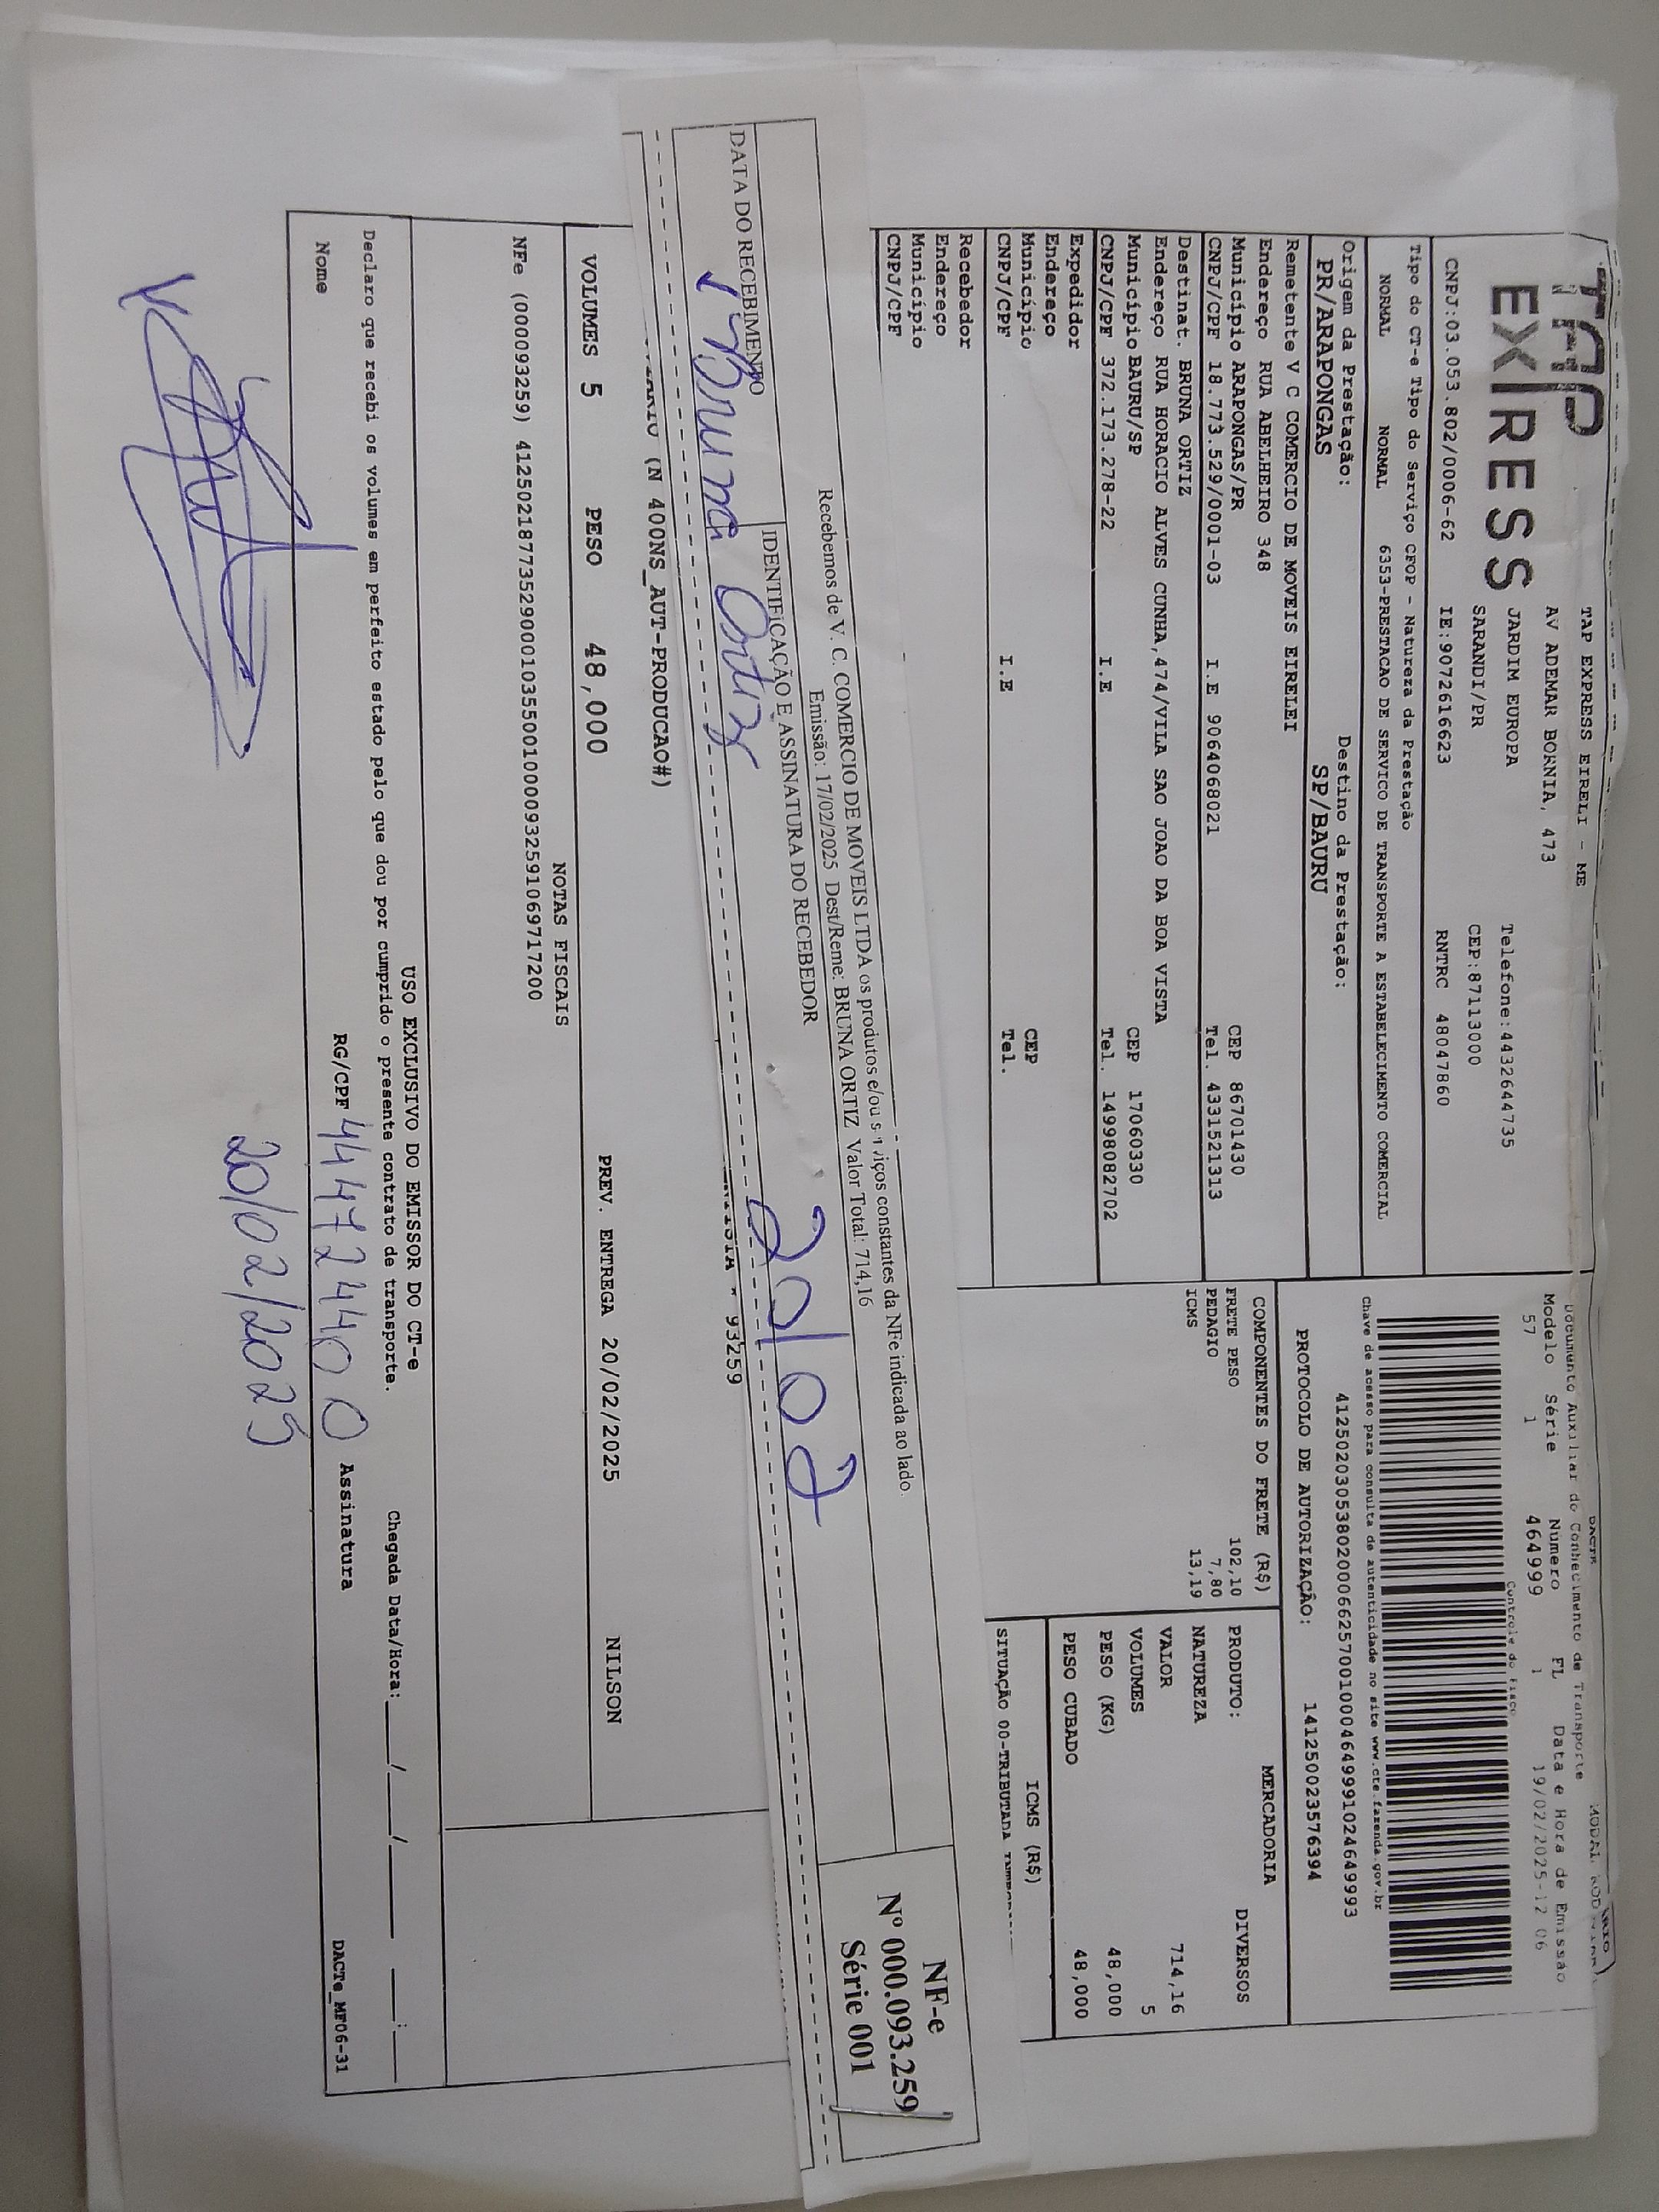 TAP
EXPRESS
TAP EXPRESS EIRELI - ME
AV ADEMAR BORNIA, 473
JARDIM EUROPA
Telefone:4432644735
SARANDI/PR
CEP:87113000
CNPJ:03.053.802/0006-62 IE:9072616623 RNTRC 48047860
Tipo do CT-e Tipo do Serviço CFOP - Natureza da Prestação
NORMAL NORMAL 6353-PRESTACAO DE SERVICO DE TRANSPORTE A ESTABELECIMENTO COMERCIAL
Origem da Prestação: Destino da Prestação:
PR/ARAPONGAS SP/BAURU
DACTE
Documento Auxiliar do Conhecimento de Transporte
Modelo Série Numero FL Data e Hora de Emissão
57 1 464999 1 19/02/2025-12 06
Controle do Fisco
Chave de acesso para consulta de autenticidade no site www.cte.fazenda.gov.br
41250203053802000662570010004649991024649993
PROTOCOLO DE AUTORIZAÇÃO: 141250023576394
Remetente V C COMERCIO DE MOVEIS EIRELEI
Endereço RUA ABELHEIRO 348
Município ARAPONGAS/PR CEP 86701430
CNPJ/CPF 18.773.529/0001-03 I.E 9064068021 Tel. 4331521313
Destinat. BRUNA ORTIZ
Endereço RUA HORACIO ALVES CUNHA,474/VILA SAO JOAO DA BOA VISTA
Município BAURU/SP CEP 17060330
CNPJ/CPF 372.173.278-22 I.E Tel. 14998082702
Expedidor
Endereço
Município CEP
CNPJ/CPF I.E Tel.
Recebedor
Endereço
Município
CNPJ/CPF
COMPONENTES DO FRETE (R$)
FRETE PESO 102,10
PEDAGIO 7,80
ICMS 13,19
MERCADORIA
PRODUTO: DIVERSOS
NATUREZA
VALOR 714,16
VOLUMES 5
PESO (KG) 48,000
PESO CUBADO 48,000
ICMS (R$)
SITUAÇÃO 00-TRIBUTADA
Recebemos de V. C. COMERCIO DE MOVEIS LTDA os produtos e/ou serviços constantes da NFe indicada ao lado.
Emissão: 17/02/2025 Dest/Reme: BRUNA ORTIZ Valor Total: 714,16
DATA DO RECEBIMENTO IDENTIFICAÇÃO E ASSINATURA DO RECEBEDOR
Bruna Ortiz 20/02
NF-e
Nº 000.093.259
Série 001
(N 400NS_AUT-PRODUCAO#)
93259
VOLUMES 5 PESO 48,000 PREV. ENTREGA 20/02/2025 NILSON
NOTAS FISCAIS
NFe (000093259) 41250218773529000103550010000932591069717200
USO EXCLUSIVO DO EMISSOR DO CT-e
Declaro que recebi os volumes em perfeito estado pelo que dou por cumprido o presente contrato de transporte. Chegada Data/Hora:___/___/___ __:__
Nome RG/CPF 444724400 Assinatura
DACTe_MF06-31
20/02/2025